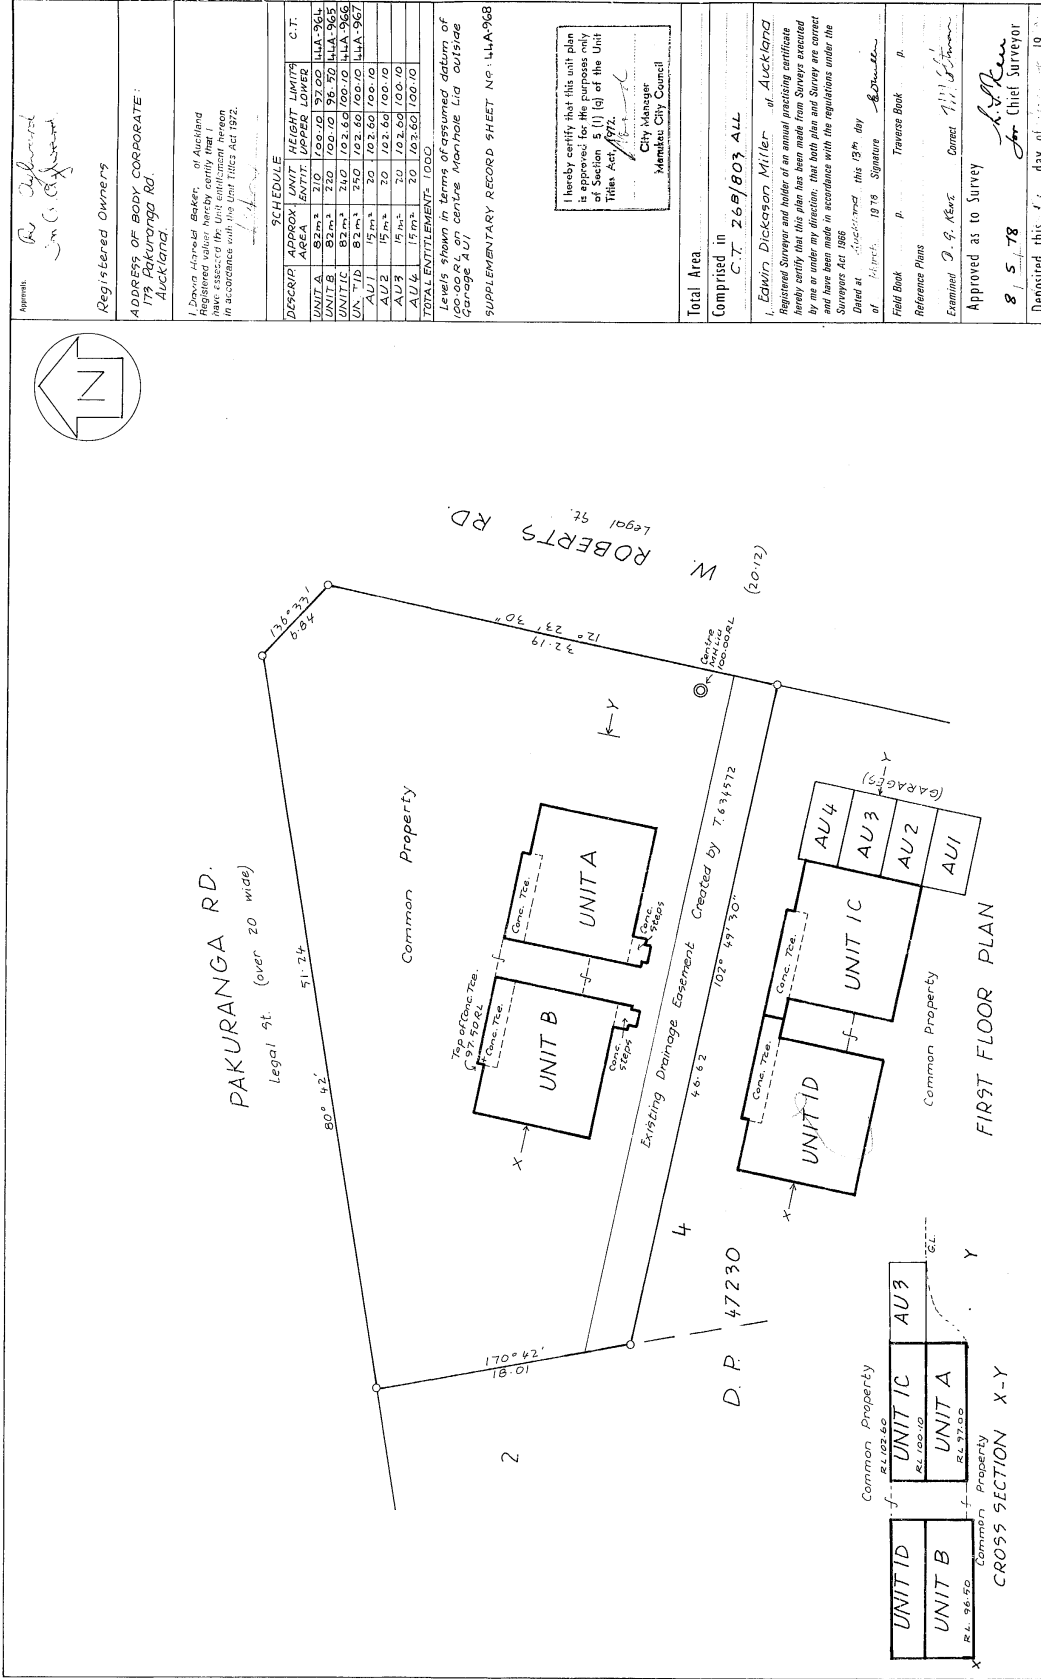 Approvals.
Registered Owners
ADDRESS OF BODY CORPORATE :
173 Pakuranga Rd.
Auckland.
I, David Harold Baker, of Auckland
Registered valuer hereby certify that I
have assessed the Unit entitlement hereon
in accordance with the Unit Titles Act 1972.
SCHEDULE
DESCRIP. APPROX. AREA UNIT ENTIT. HEIGHT LIMITS UPPER LOWER C.T.
UNIT A 82m² 210 100.10 97.00 44A-964
UNIT B 82m² 220 100.10 96.50 44A-965
UNIT 1C 82m² 240 102.60 100.10 44A-966
UNIT 1D 82m² 250 102.60 100.10 44A-967
AU1 15m² 20 102.60 100.10
AU2 15m² 20 102.60 100.10
AU3 15m² 20 102.60 100.10
AU4 15m² 20 102.60 100.10
TOTAL ENTITLEMENT = 1000
Levels shown in terms of assumed datum of
100.00 RL on centre Manhole Lid outside
Garage AU1
SUPPLEMENTARY RECORD SHEET Nº: 44A-968
I hereby certify that this unit plan
is approved for the purposes only
of Section 5 (1) (g) of the Unit
Titles Act, 1972.
City Manager
Manukau City Council
Total Area
Comprised in
C.T. 26B/803 ALL
I, Edwin Dickason Miller of Auckland
Registered Surveyor and holder of an annual practising certificate
hereby certify that this plan has been made from Surveys executed
by me or under my direction; that both plan and Survey are correct
and have been made in accordance with the regulations under the
Surveyors Act 1966
Dated at Auckland this 13th day
of March 1978 Signature
Field Book p. Traverse Book p.
Reference Plans
Examined D. G. Kent Correct
Approved as to Survey
8 / 5 / 78 for Chief Surveyor
Deposited this day of 19
N
PAKURANGA RD.
Legal St. (over 20 wide)
80° 42'
51.24
136° 33'
6.84
W. ROBERTS RD.
Legal St.
(20.12)
12° 23' 30"
32.19
Centre
MH Lid
100.00RL
Common Property
Y
Top of Conc. Tce.
97.50 RL
Conc. Tce.
Conc. Tce.
UNIT B
UNIT A
Conc. Steps
Conc. Steps
X
Existing Drainage Easement Created by T.634572
46.62
102° 49' 30"
170° 42'
18.01
2
4
D. P. 47230
Conc. Tce.
Conc. Tce.
UNIT 1D
UNIT 1C
AU4
AU3
AU2
AU1
(GARAGES)
Y
X
Common Property
FIRST FLOOR PLAN
Common Property
RL 102.60
UNIT 1D
UNIT 1C
RL 100.10
AU3
UNIT B
RL. 96.50
UNIT A
RL 97.00
G.L.
X
Y
Common Property
CROSS SECTION X-Y